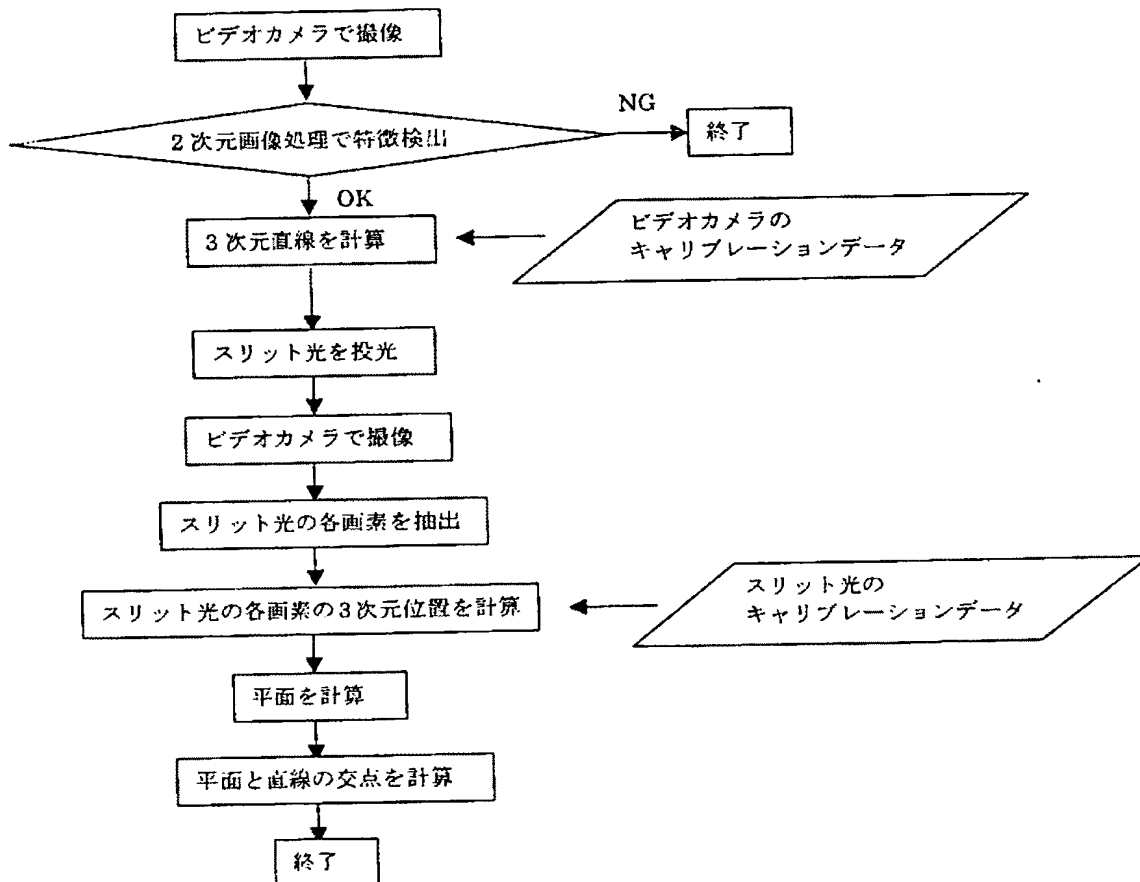 ビデオカメラで撮像
2次元画像処理で特徴検出
NG
終了
OK
3次元直線を計算
ビデオカメラの
キャリブレーションデータ
スリット光を投光
ビデオカメラで撮像
スリット光の各画素を抽出
スリット光の各画素の3次元位置を計算
スリット光の
キャリブレーションデータ
平面を計算
平面と直線の交点を計算
終了